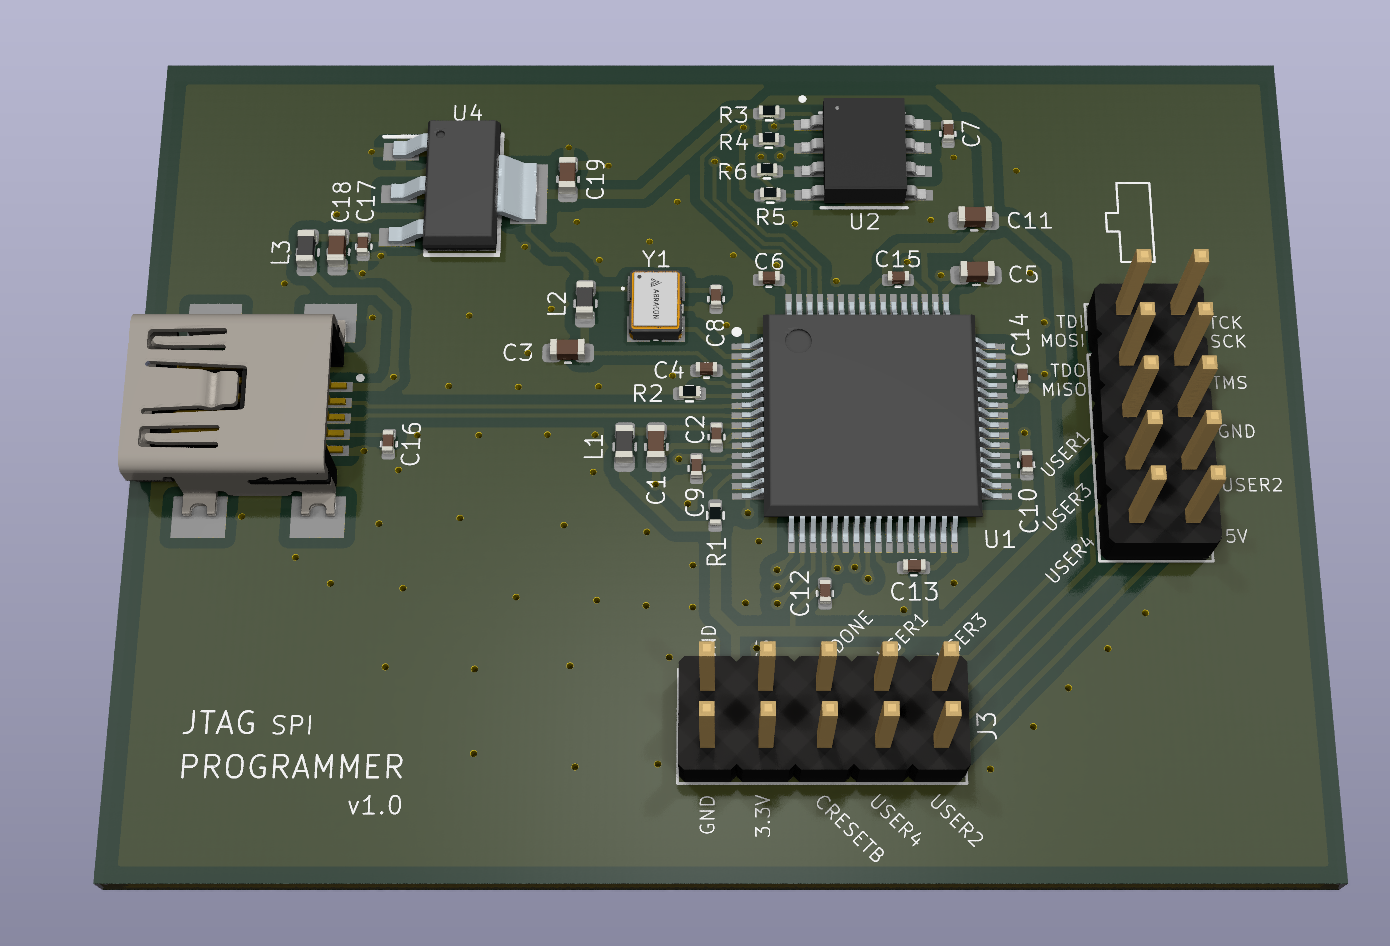 U4
R3
R4
R6
R5
U2
C7
C19
C18
C17
L3
C11
Y1
ABRACON
C6
C15
C5
L2
C8
C14
C3
C4
R2
TDI
MOSI
TDO
MISO
TCK
SCK
TMS
GND
USER2
5V
USER1
USER3
USER4
C16
L1
C1
C2
C9
R1
C10
U1
C12
C13
DONE
USER1
USER3
J3
JTAG SPI
PROGRAMMER
v1.0
GND
3.3V
CRESETB
USER4
USER2